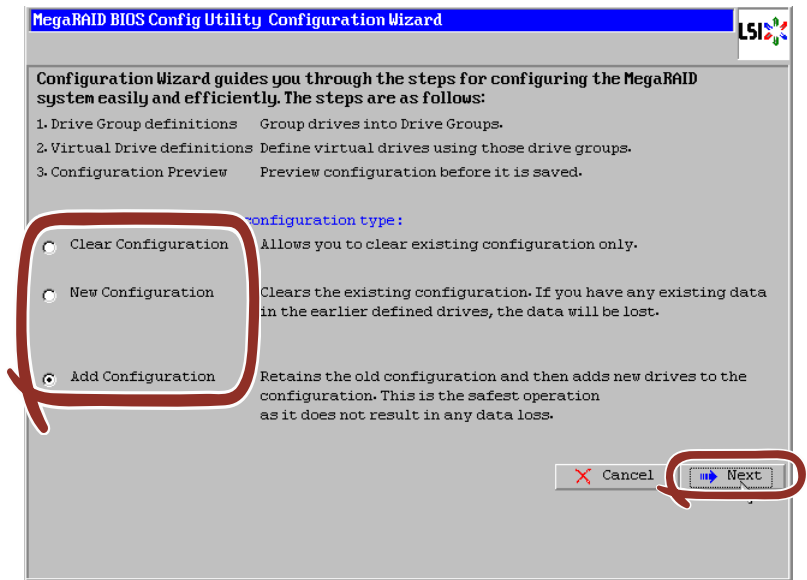 MegaRAID BIOS Config Utility Configuration Wizard
LSI
Configuration Wizard guides you through the steps for configuring the MegaRAID
system easily and efficiently. The steps are as follows:
1. Drive Group definitions Group drives into Drive Groups.
2. Virtual Drive definitions Define virtual drives using those drive groups.
3. Configuration Preview Preview configuration before it is saved.
configuration type:
Clear Configuration Allows you to clear existing configuration only.
New Configuration Clears the existing configuration. If you have any existing data
in the earlier defined drives, the data will be lost.
Add Configuration Retains the old configuration and then adds new drives to the
configuration. This is the safest operation
as it does not result in any data loss.
Cancel Next